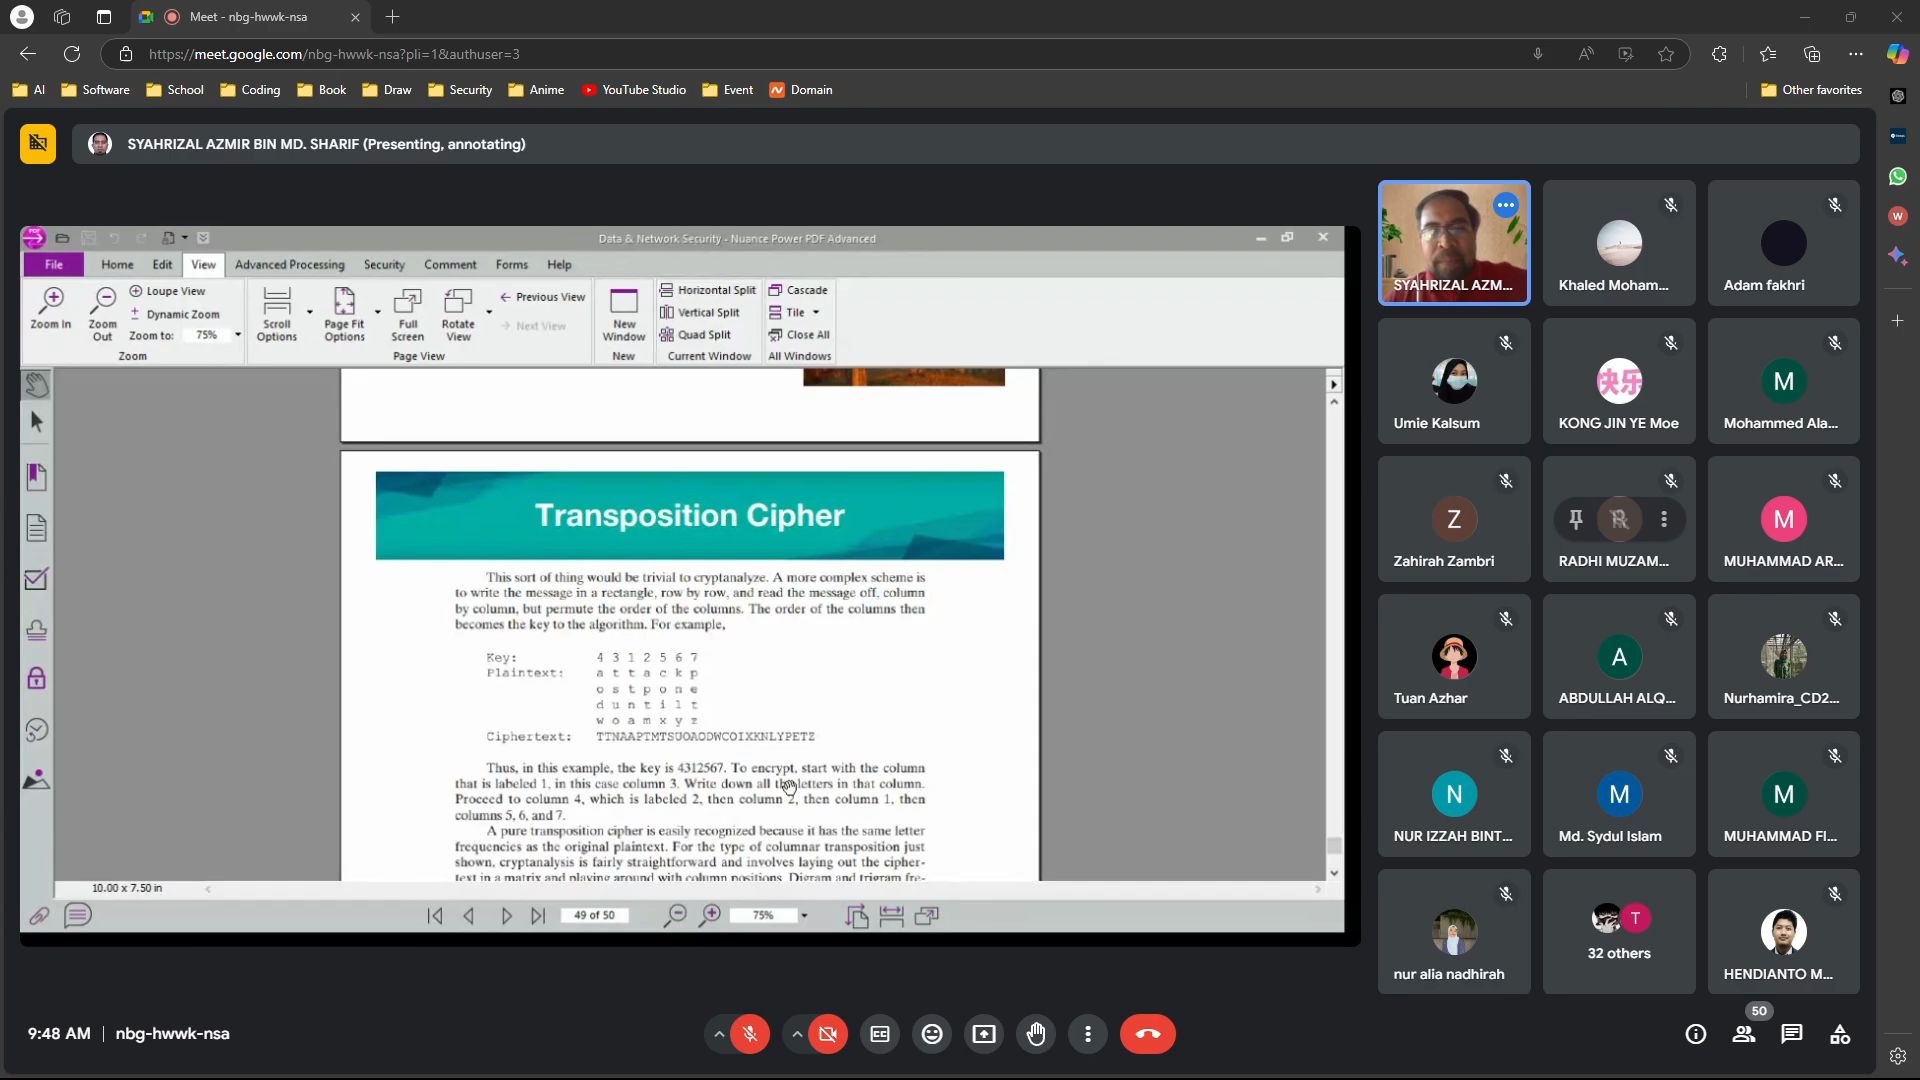 Meet - nbg-hwwk-nsa
https://meet.google.com/nbg-hwwk-nsa?pli=1&authuser=3
AI Software School Coding Book Draw Security Anime YouTube Studio Event Domain Other favorites
SYAHRIZAL AZMIR BIN MD. SHARIF (Presenting, annotating)
Data & Network Security - Nuance Power PDF Advanced
File Home Edit View Advanced Processing Security Comment Forms Help
Zoom In
Zoom Out
Loupe View
Dynamic Zoom
Zoom to: 75%
Zoom
Scroll Options
Page Fit Options
Full Screen
Rotate View
Page View
Previous View
Next View
New Window
New
Horizontal Split
Vertical Split
Quad Split
Current Window
Cascade
Tile
Close All
All Windows
Transposition Cipher
This sort of thing would be trivial to cryptanalyze. A more complex scheme is
to write the message in a rectangle, row by row, and read the message off, column
by column, but permute the order of the columns. The order of the columns then
becomes the key to the algorithm. For example,
Key: 4 3 1 2 5 6 7
Plaintext: a t t a c k p
o s t p o n e
d u n t i l t
w o a m x y z
Ciphertext: TTNAAPTMTSUOAODWCOIXKNLYPETZ
Thus, in this example, the key is 4312567. To encrypt, start with the column
that is labeled 1, in this case column 3. Write down all the letters in that column.
Proceed to column 4, which is labeled 2, then column 2, then column 1, then
columns 5, 6, and 7.
A pure transposition cipher is easily recognized because it has the same letter
frequencies as the original plaintext. For the type of columnar transposition just
shown, cryptanalysis is fairly straightforward and involves laying out the cipher-
text in a matrix and playing around with column positions. Digram and trigram fre-
10.00 x 7.50 in
49 of 50
75%
SYAHRIZAL AZM...
Khaled Moham...
Adam fakhri
Umie Kalsum
快乐
KONG JIN YE Moe
M
Mohammed Ala...
Z
Zahirah Zambri
R
RADHI MUZAM...
M
MUHAMMAD AR...
Tuan Azhar
A
ABDULLAH ALQ...
Nurhamira_CD2...
N
NUR IZZAH BINT...
M
Md. Sydul Islam
M
MUHAMMAD FI...
nur alia nadhirah
T
32 others
HENDIANTO M...
9:48 AM | nbg-hwwk-nsa
50